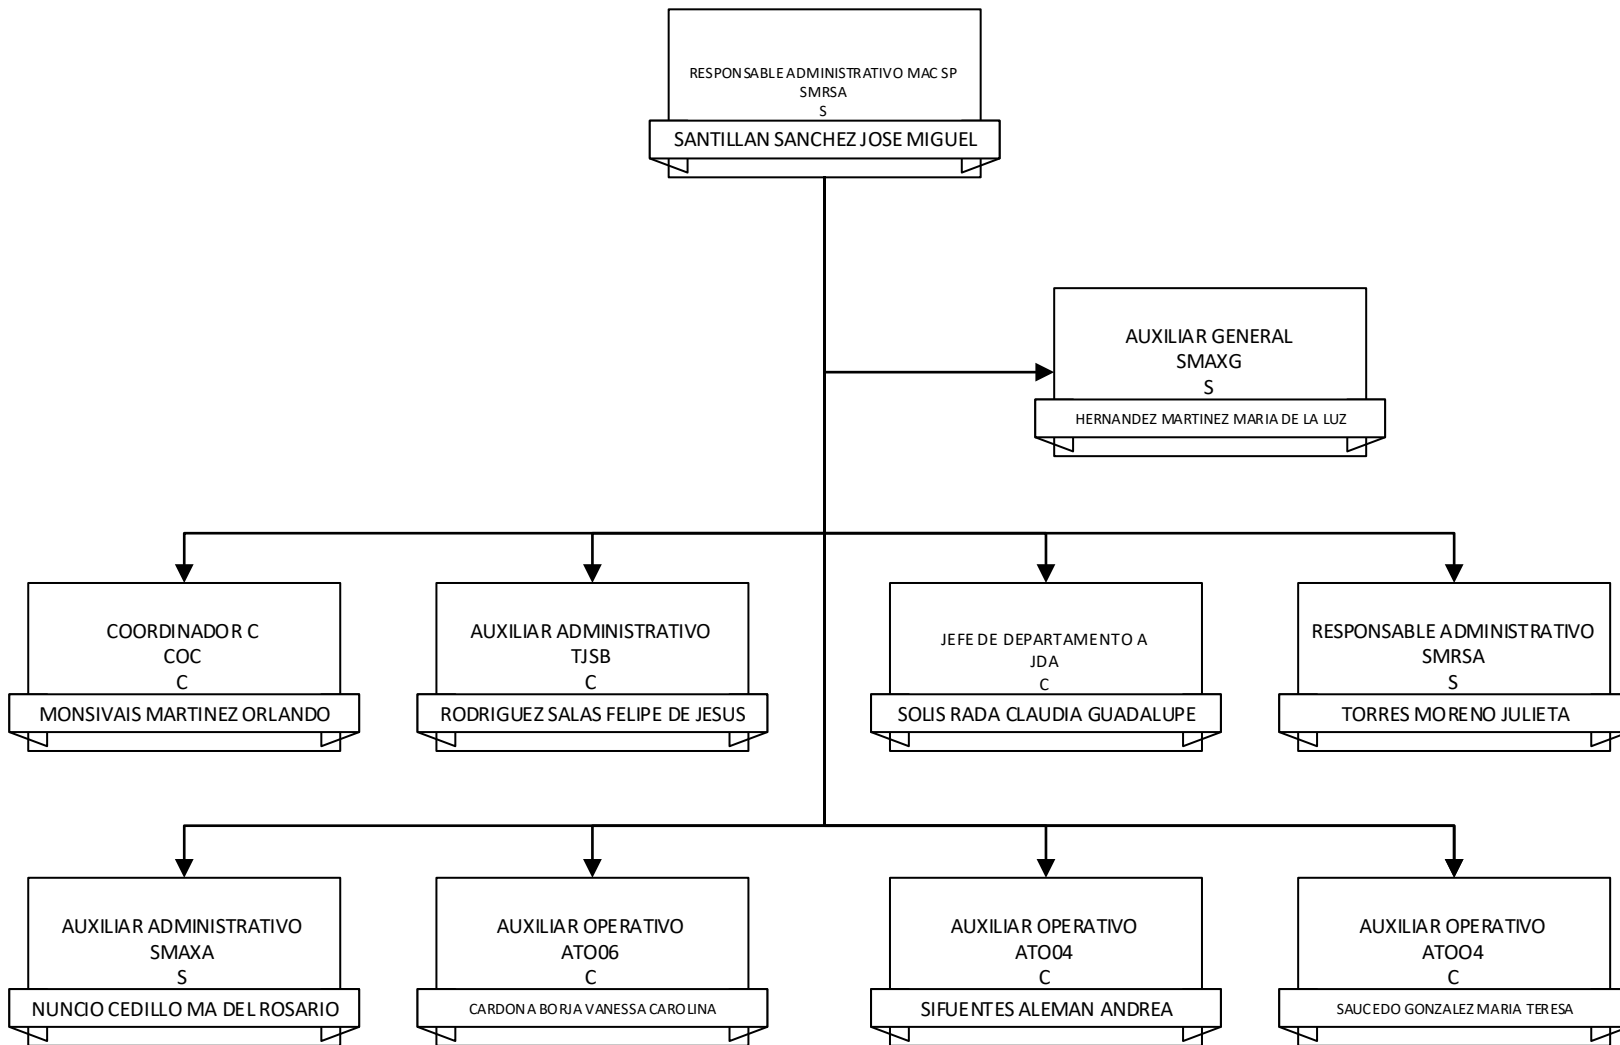 RESPONSABLE ADMINISTRATIVO MAC SP
SMRSA
S
SANTILLAN SANCHEZ JOSE MIGUEL
AUXILIAR GENERAL
SMAXG
S
HERNANDEZ MARTINEZ MARIA DE LA LUZ
COORDINADOR C
COC
C
MONSIVAIS MARTINEZ ORLANDO
AUXILIAR ADMINISTRATIVO
TJSB
C
RODRIGUEZ SALAS FELIPE DE JESUS
JEFE DE DEPARTAMENTO A
JDA
C
SOLIS RADA CLAUDIA GUADALUPE
RESPONSABLE ADMINISTRATIVO
SMRSA
S
TORRES MORENO JULIETA
AUXILIAR ADMINISTRATIVO
SMAXA
S
NUNCIO CEDILLO MA DEL ROSARIO
AUXILIAR OPERATIVO
ATO06
C
CARDONA BORJA VANESSA CAROLINA
AUXILIAR OPERATIVO
ATO04
C
SIFUENTES ALEMAN ANDREA
AUXILIAR OPERATIVO
ATOO4
C
SAUCEDO GONZALEZ MARIA TERESA